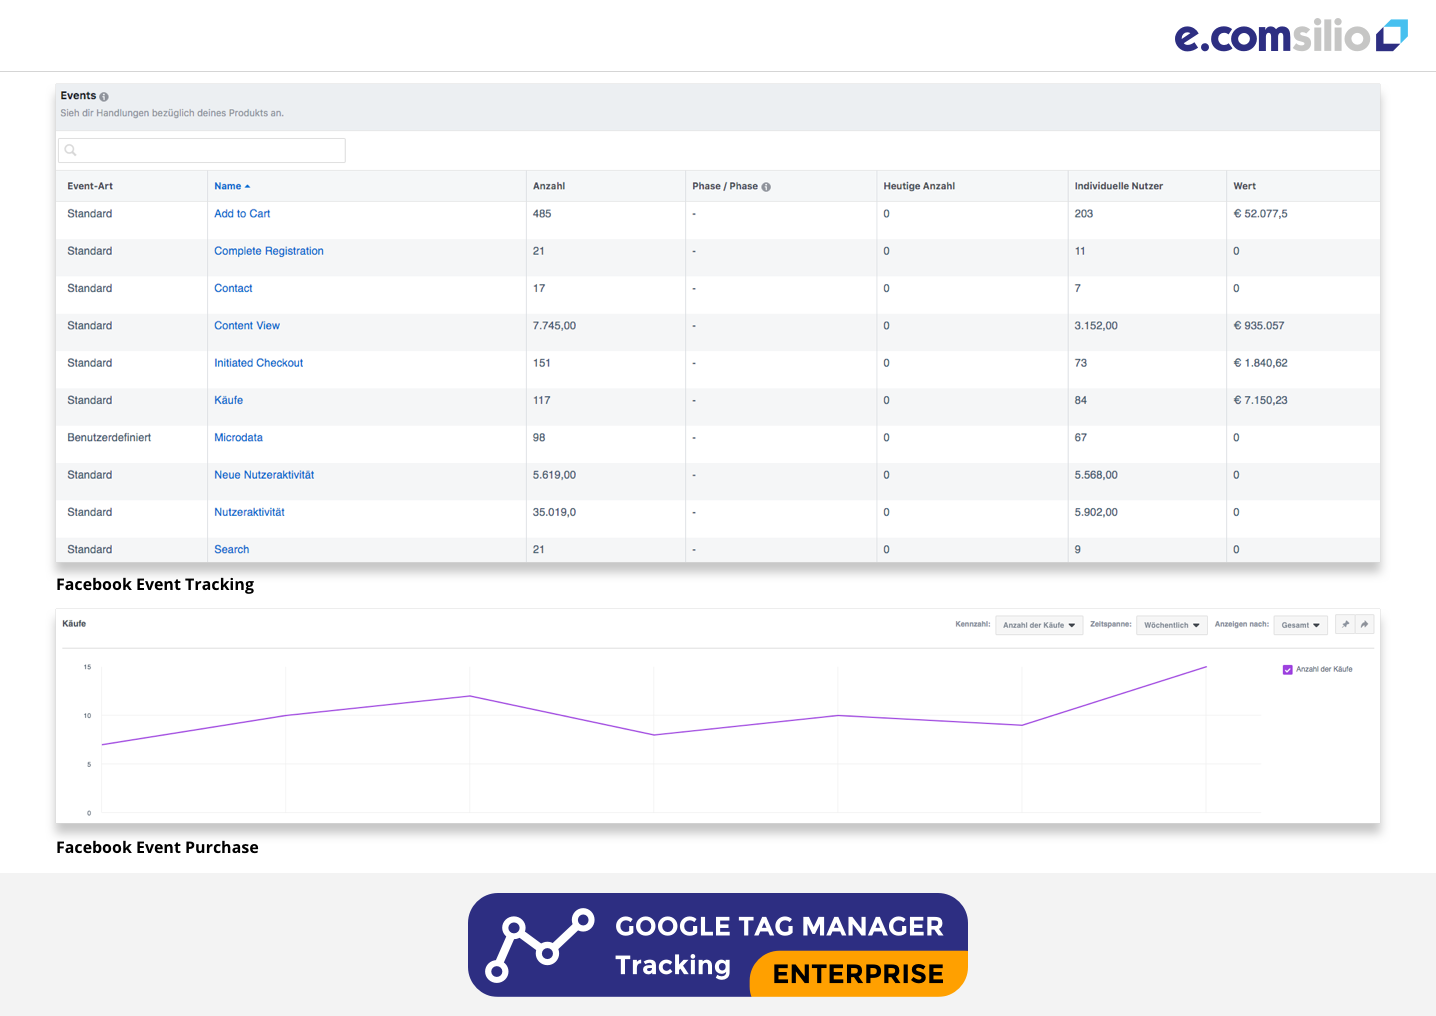 e.comsilio
Events
Sieh dir Handlungen bezüglich deines Produkts an.
Event-Art Name Anzahl Phase / Phase Heutige Anzahl Individuelle Nutzer Wert
Standard Add to Cart 485 - 0 203 € 52.077,5
Standard Complete Registration 21 - 0 11 0
Standard Contact 17 - 0 7 0
Standard Content View 7.745,00 - 0 3.152,00 € 935.057
Standard Initiated Checkout 151 - 0 73 € 1.840,62
Standard Käufe 117 - 0 84 € 7.150,23
Benutzerdefiniert Microdata 98 - 0 67 0
Standard Neue Nutzeraktivität 5.619,00 - 0 5.568,00 0
Standard Nutzeraktivität 35.019,0 - 0 5.902,00 0
Standard Search 21 - 0 9 0
Facebook Event Tracking
Käufe Kennzahl: Anzahl der Käufe Zeitspanne: Wöchentlich Anzeigen nach: Gesamt
15
Anzahl der Käufe
10
5
0
Facebook Event Purchase
GOOGLE TAG MANAGER
Tracking
ENTERPRISE